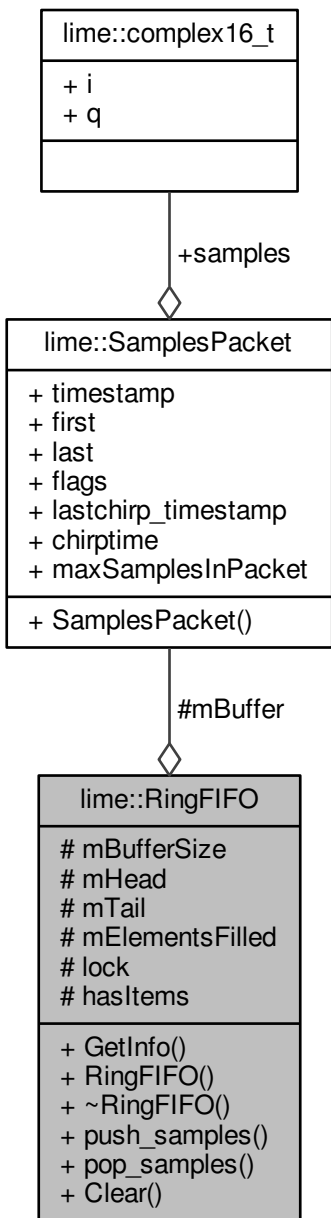 lime::complex16_t
+ i
+ q
+samples
lime::SamplesPacket
+ timestamp
+ first
+ last
+ flags
+ lastchirp_timestamp
+ chirptime
+ maxSamplesInPacket
+ SamplesPacket()
#mBuffer
lime::RingFIFO
# mBufferSize
# mHead
# mTail
# mElementsFilled
# lock
# hasItems
+ GetInfo()
+ RingFIFO()
+ ~RingFIFO()
+ push_samples()
+ pop_samples()
+ Clear()